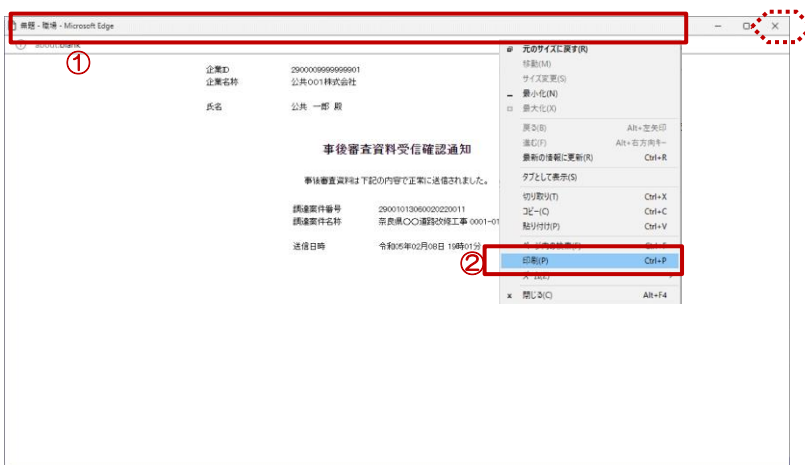 無題 - 職場 - Microsoft Edge
①
about:blank
企業ID 2900009999999901
企業名称 公共001株式会社
氏名 公共 一郎 殿
事後審査資料受信確認通知
事後審査資料は下記の内容で正常に送信されました。
調達案件番号 29001013060020220011
調達案件名称 奈良県〇〇道路改修工事 0001-01
送信日時 令和05年02月08日 19時01分
元のサイズに戻す(R)
移動(M)
サイズ変更(S)
最小化(N)
最大化(X)
戻る(B) Alt+左矢印
進む(F) Alt+右方向キー
最新の情報に更新(R) Ctrl+R
タブとして表示(S)
切り取り(T) Ctrl+X
コピー(C) Ctrl+C
貼り付け(P) Ctrl+V
②
印刷(P) Ctrl+P
閉じる(C) Alt+F4